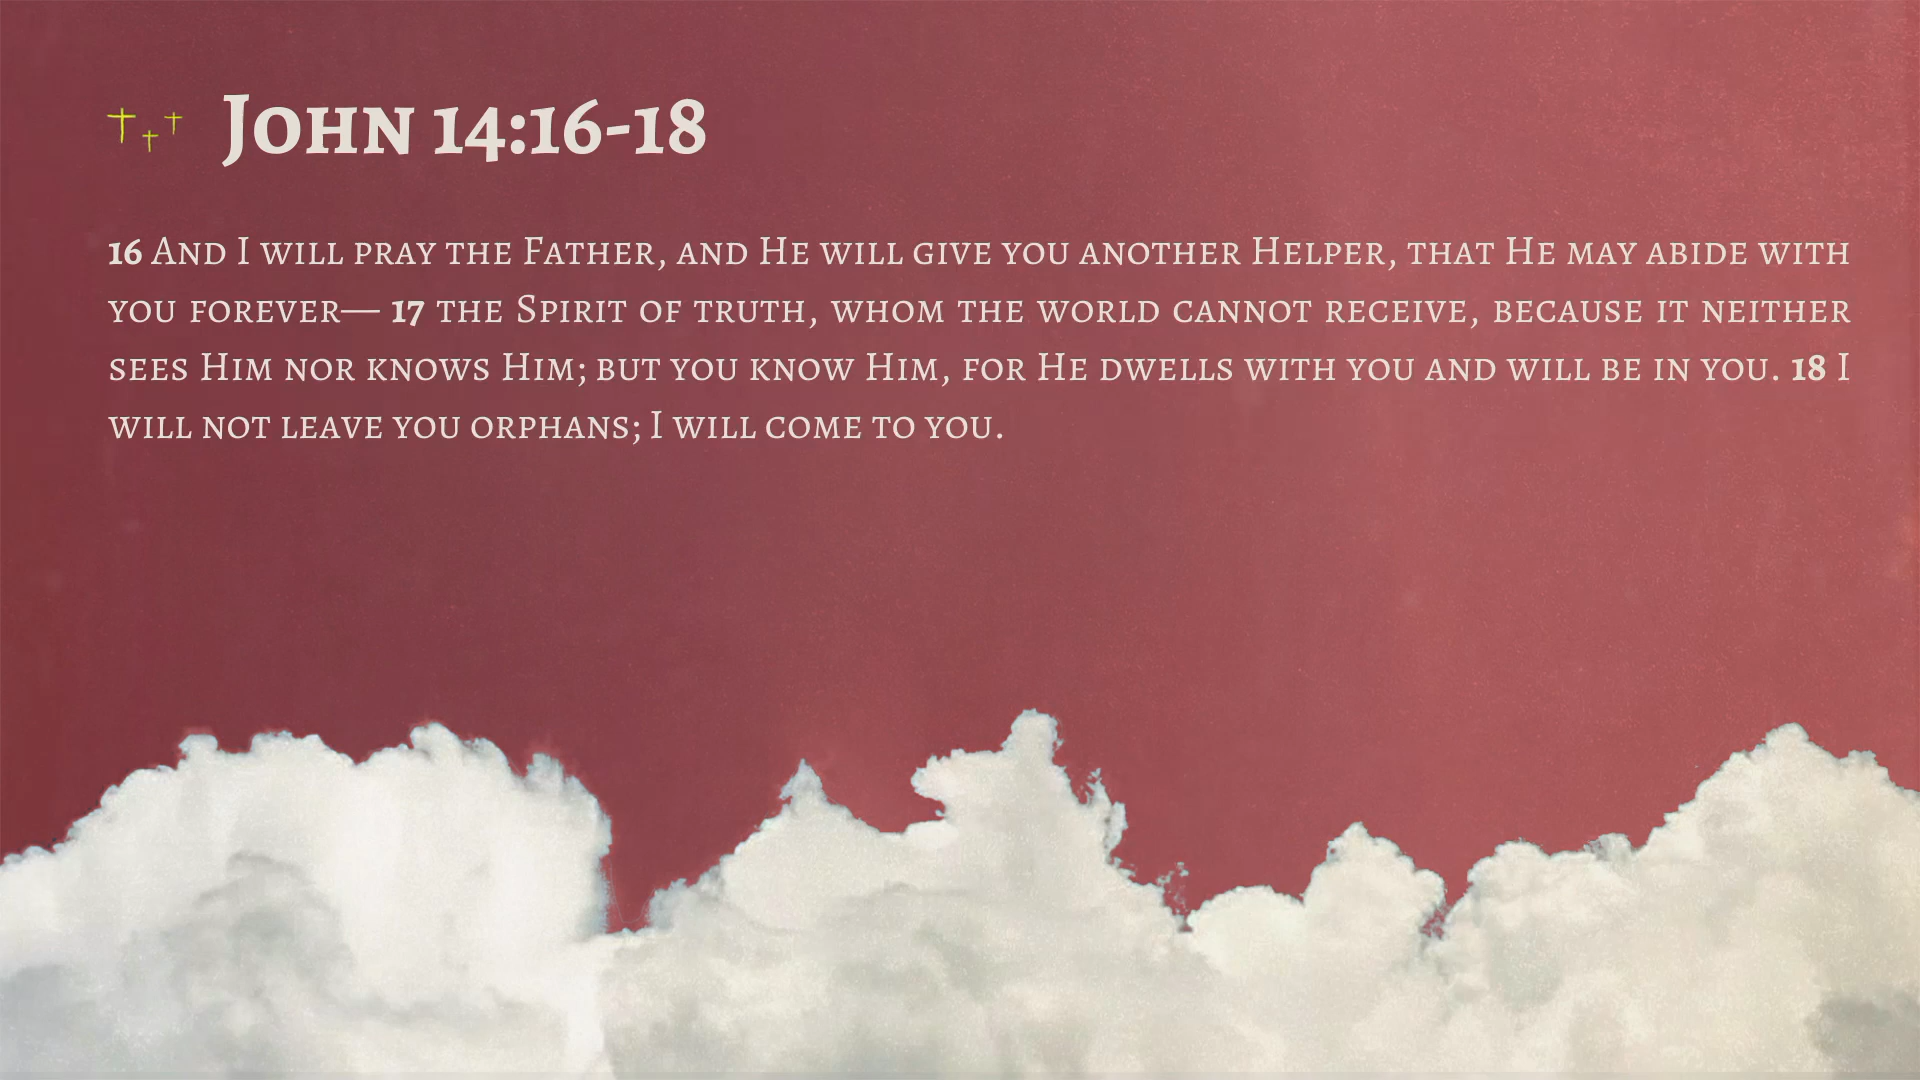 John 14:16-18
16 And I will pray the Father, and He will give you another Helper, that He may abide with
you forever— 17 the Spirit of truth, whom the world cannot receive, because it neither
sees Him nor knows Him; but you know Him, for He dwells with you and will be in you. 18 I
will not leave you orphans; I will come to you.